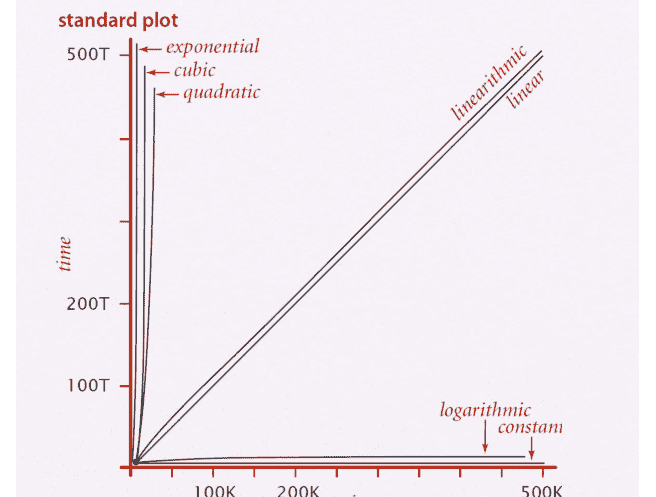 standard plot
500T
exponential
cubic
quadratic
linearithmic
linear
time
200T
100T
logarithmic
constant
100K
200K
500K